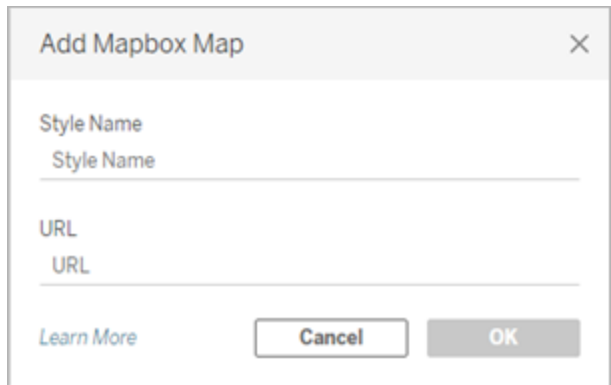 Add Mapbox Map
Style Name
Style Name
URL
URL
Learn More Cancel OK